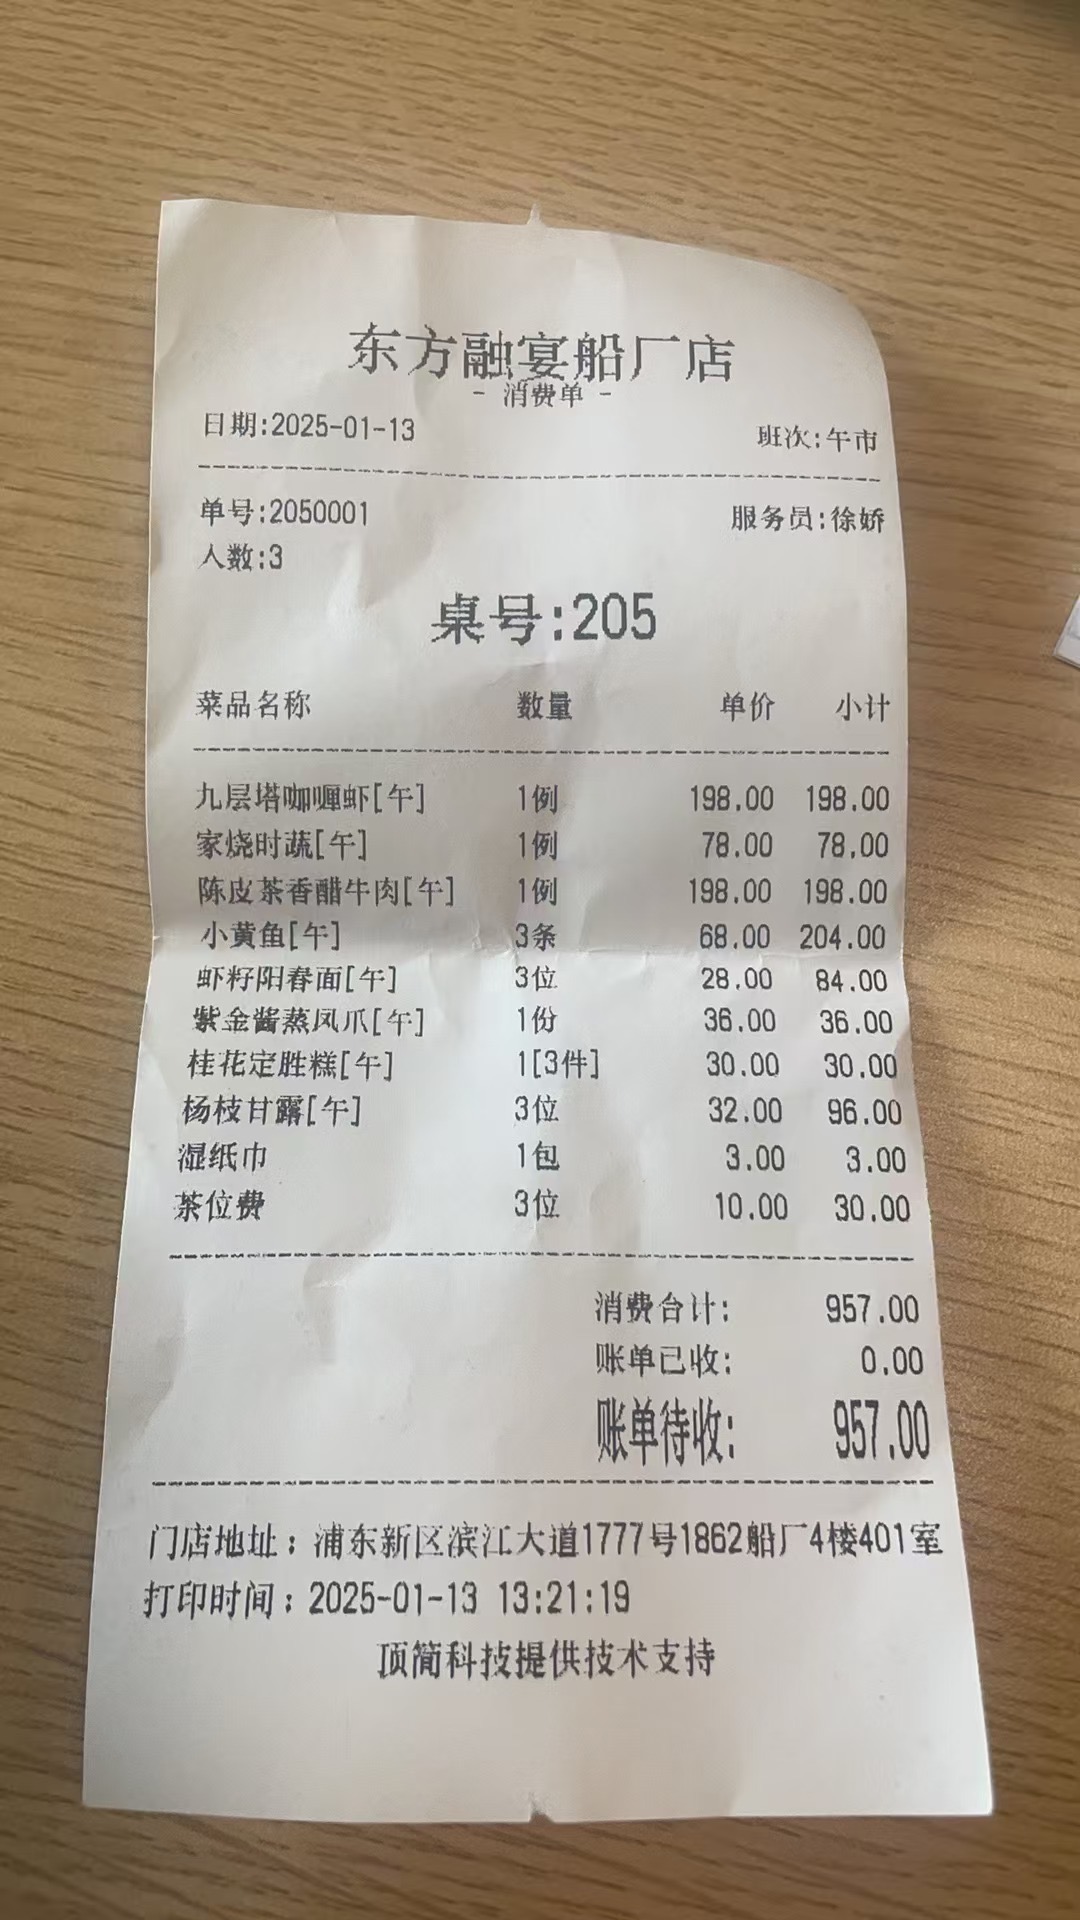 东方融宴船厂店
- 消费单 -
日期:2025-01-13 班次:午市
单号:2050001 服务员:徐娇
人数:3
桌号:205
菜品名称 数量 单价 小计
九层塔咖喱虾[午] 1例 198.00 198.00
家烧时蔬[午] 1例 78.00 78.00
陈皮茶香醋牛肉[午] 1例 198.00 198.00
小黄鱼[午] 3条 68.00 204.00
虾籽阳春面[午] 3位 28.00 84.00
紫金酱蒸凤爪[午] 1份 36.00 36.00
桂花定胜糕[午] 1[3件] 30.00 30.00
杨枝甘露[午] 3位 32.00 96.00
湿纸巾 1包 3.00 3.00
茶位费 3位 10.00 30.00
消费合计: 957.00
账单已收: 0.00
账单待收: 957.00
门店地址：浦东新区滨江大道1777号1862船厂4楼401室
打印时间：2025-01-13 13:21:19
顶简科技提供技术支持